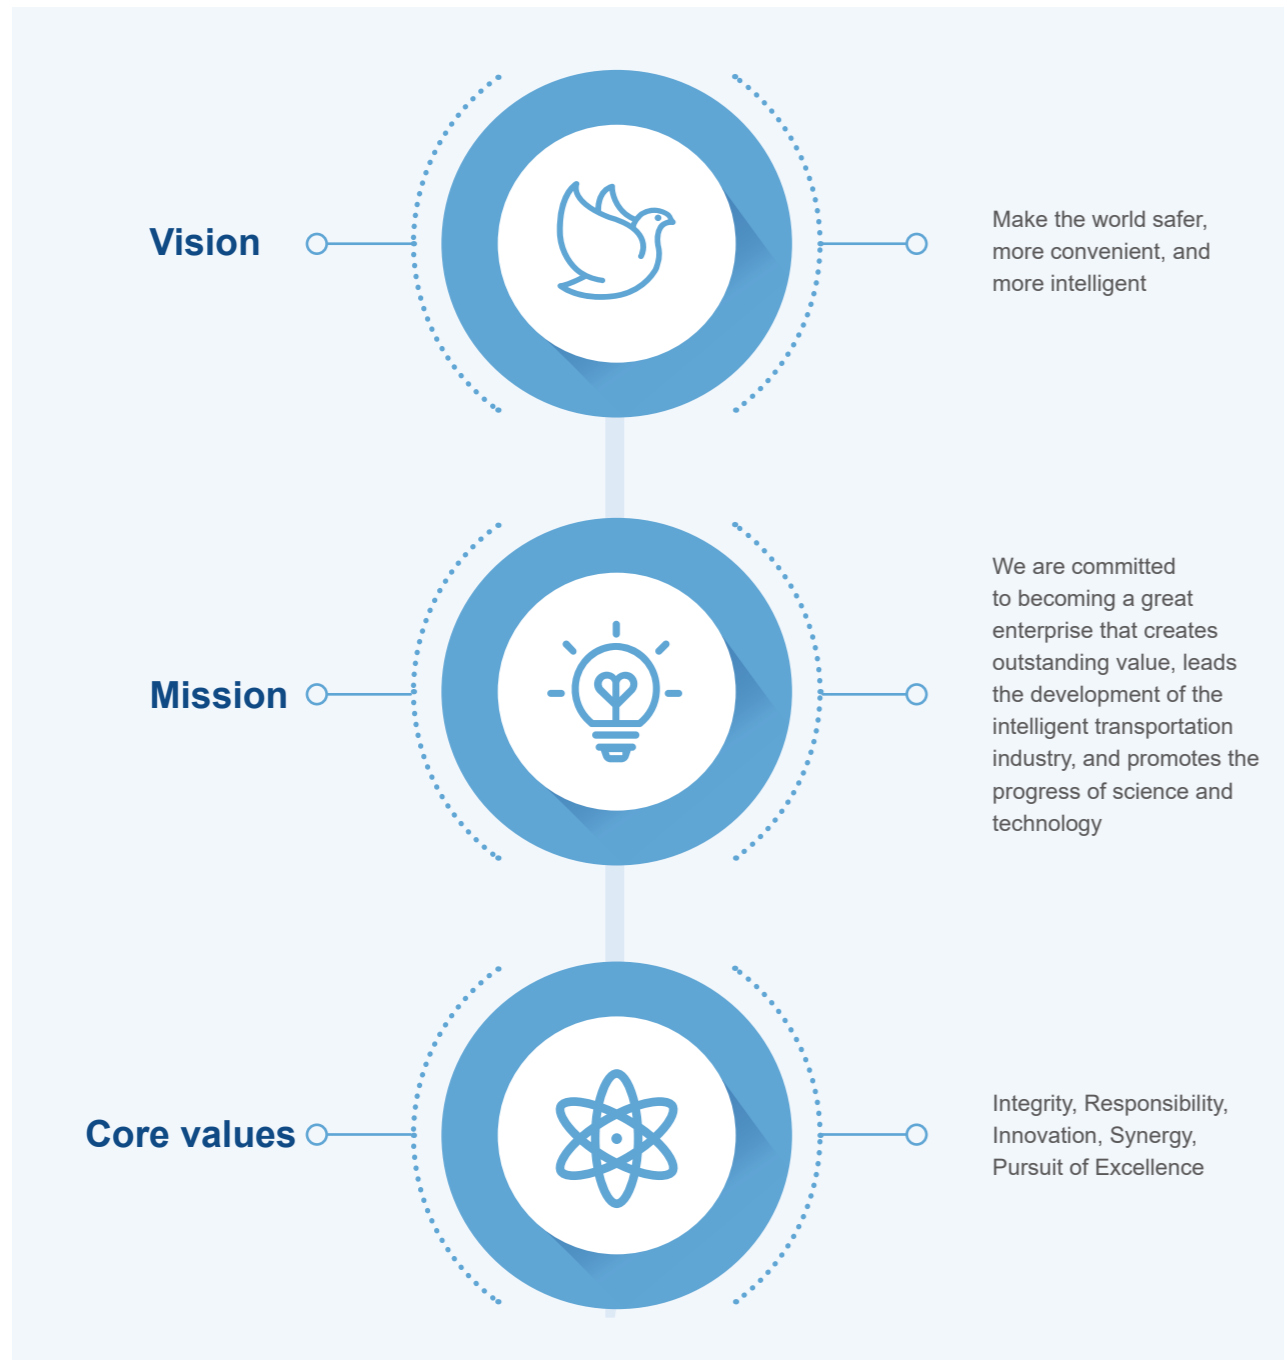 Vision
Make the world safer,
more convenient, and
more intelligent
Mission
We are committed
to becoming a great
enterprise that creates
outstanding value, leads
the development of the
intelligent transportation
industry, and promotes the
progress of science and
technology
Core values
Integrity, Responsibility,
Innovation, Synergy,
Pursuit of Excellence